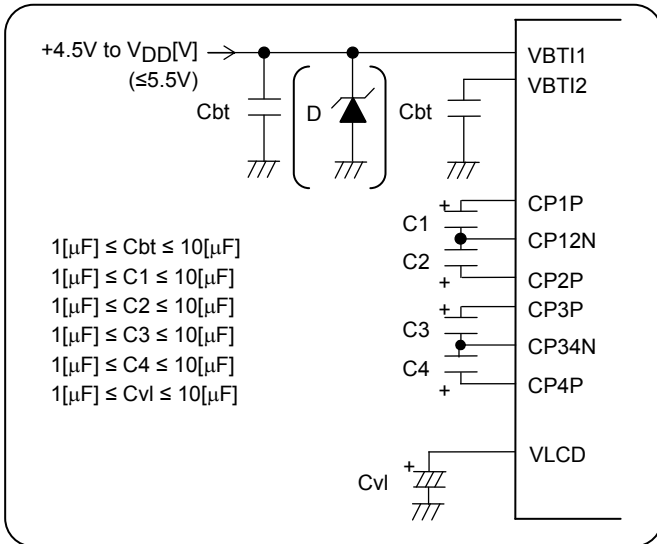 +4.5V to VDD[V]
(≤5.5V)
Cbt
D
Cbt
VBTI1
VBTI2
+
C1
C2
+
CP1P
CP12N
CP2P
+
C3
C4
+
CP3P
CP34N
CP4P
1[μF] ≤ Cbt ≤ 10[μF]
1[μF] ≤ C1 ≤ 10[μF]
1[μF] ≤ C2 ≤ 10[μF]
1[μF] ≤ C3 ≤ 10[μF]
1[μF] ≤ C4 ≤ 10[μF]
1[μF] ≤ Cvl ≤ 10[μF]
+
Cvl
VLCD